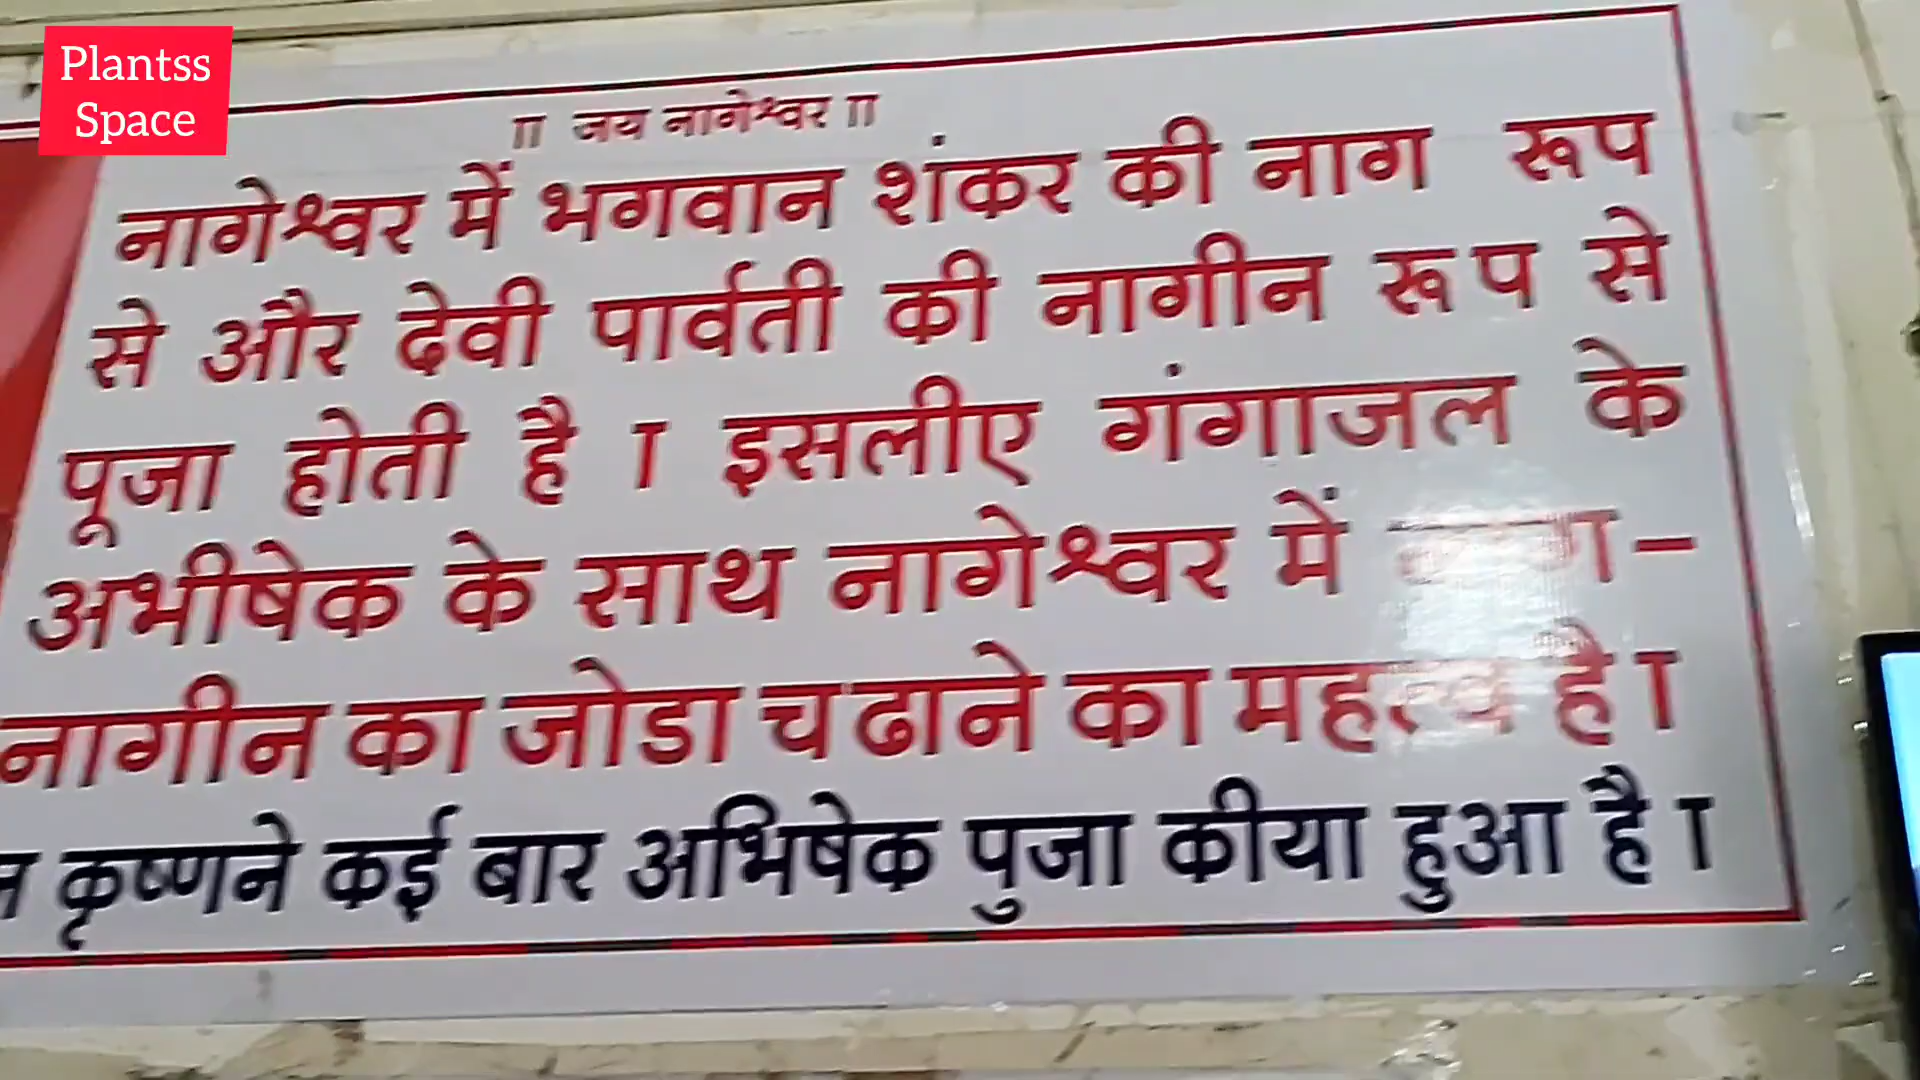 Plantss
Space
॥ जय नागेश्वर ॥
नागेश्वर में भगवान शंकर की नाग रूप
से और देवी पार्वती की नागीन रूप से
पूजा होती है । इसलीए गंगाजल के
अभीषेक के साथ नागेश्वर में
नागीन का जोडा चढाने का महत्व है।
कृष्णने कई बार अभिषेक पुजा कीया हुआ है ।